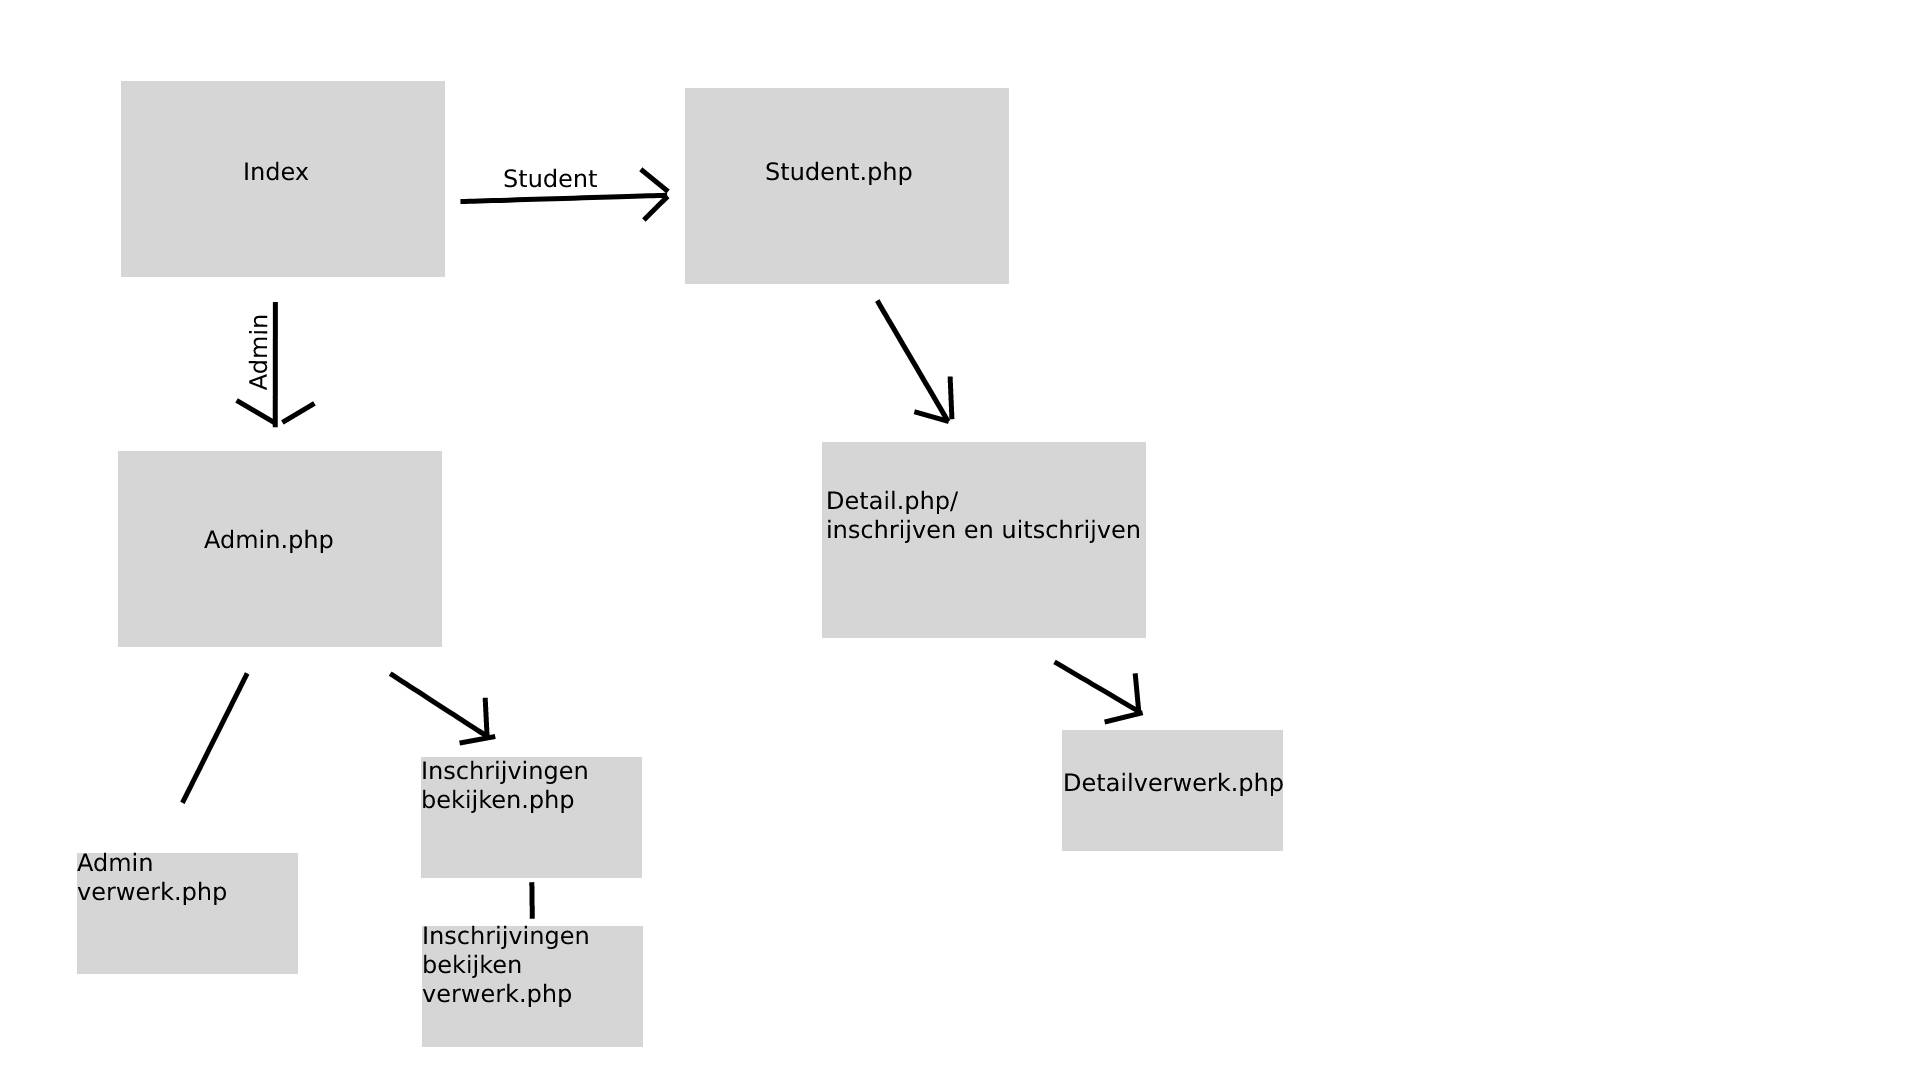 Index
Student
Student.php
Admin
Admin.php
Detail.php/
inschrijven en uitschrijven
Inschrijvingen
bekijken.php
Detailverwerk.php
Admin
verwerk.php
Inschrijvingen
bekijken
verwerk.php